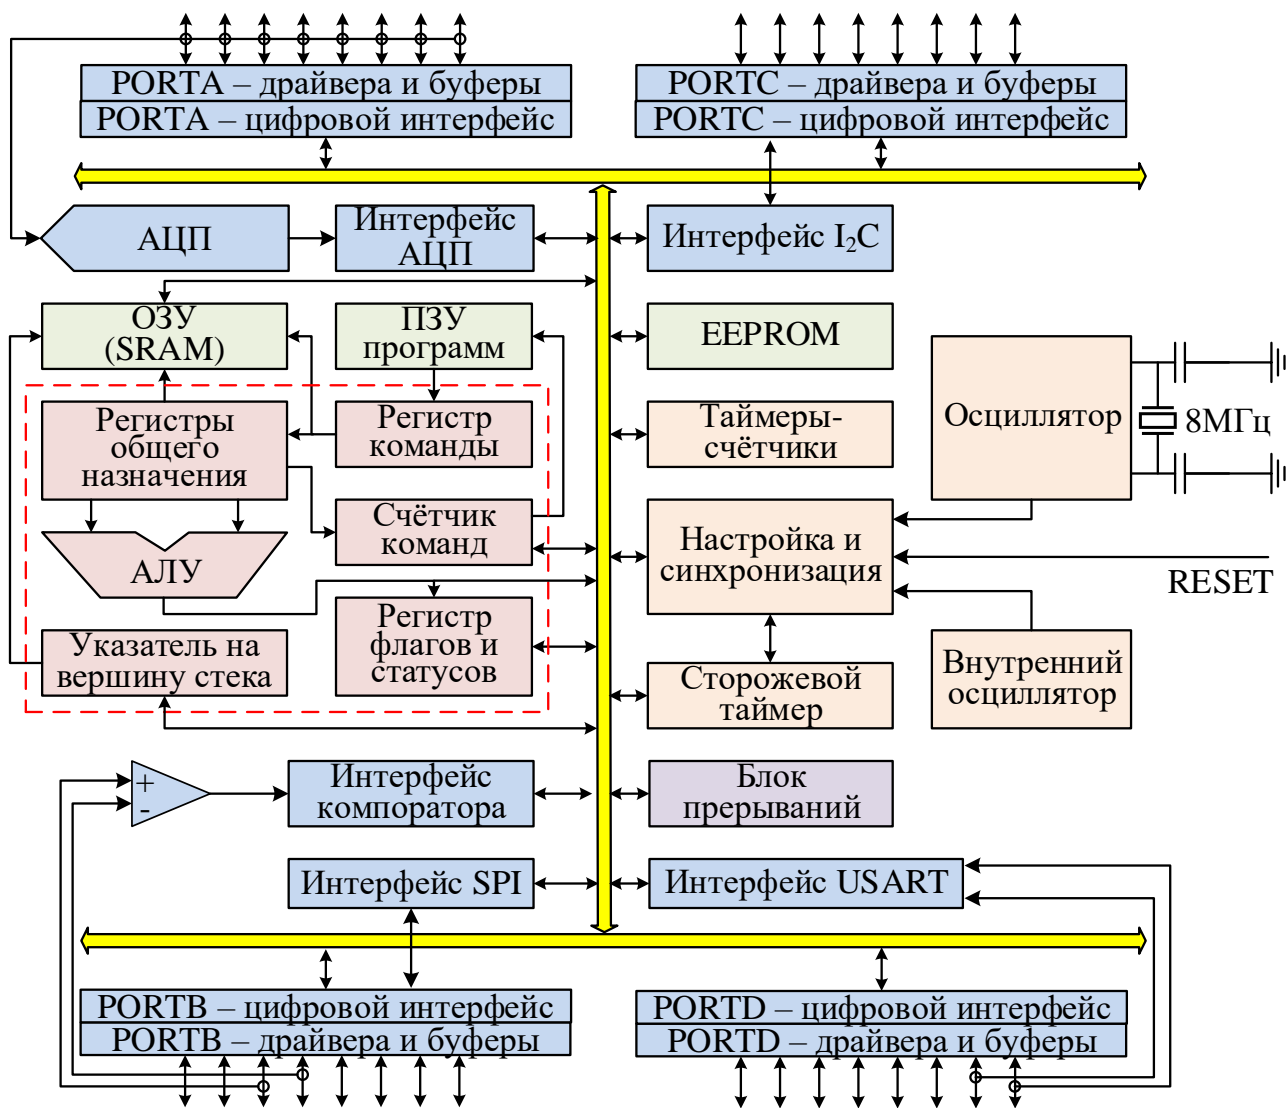 PORTA – драйвера и буферы
PORTA – цифровой интерфейс
PORTC – драйвера и буферы
PORTC – цифровой интерфейс
АЦП
Интерфейс
АЦП
Интерфейс I₂C
ОЗУ
(SRAM)
ПЗУ
программ
EEPROM
Регистры
общего
назначения
Регистр
команды
Таймеры-
счётчики
Осциллятор
8МГц
АЛУ
Счётчик
команд
Настройка и
синхронизация
RESET
Указатель на
вершину стека
Регистр
флагов и
статусов
Сторожевой
таймер
Внутренний
осциллятор
+
-
Интерфейс
компоратора
Блок
прерываний
Интерфейс SPI
Интерфейс USART
PORTB – цифровой интерфейс
PORTB – драйвера и буферы
PORTD – цифровой интерфейс
PORTD – драйвера и буферы